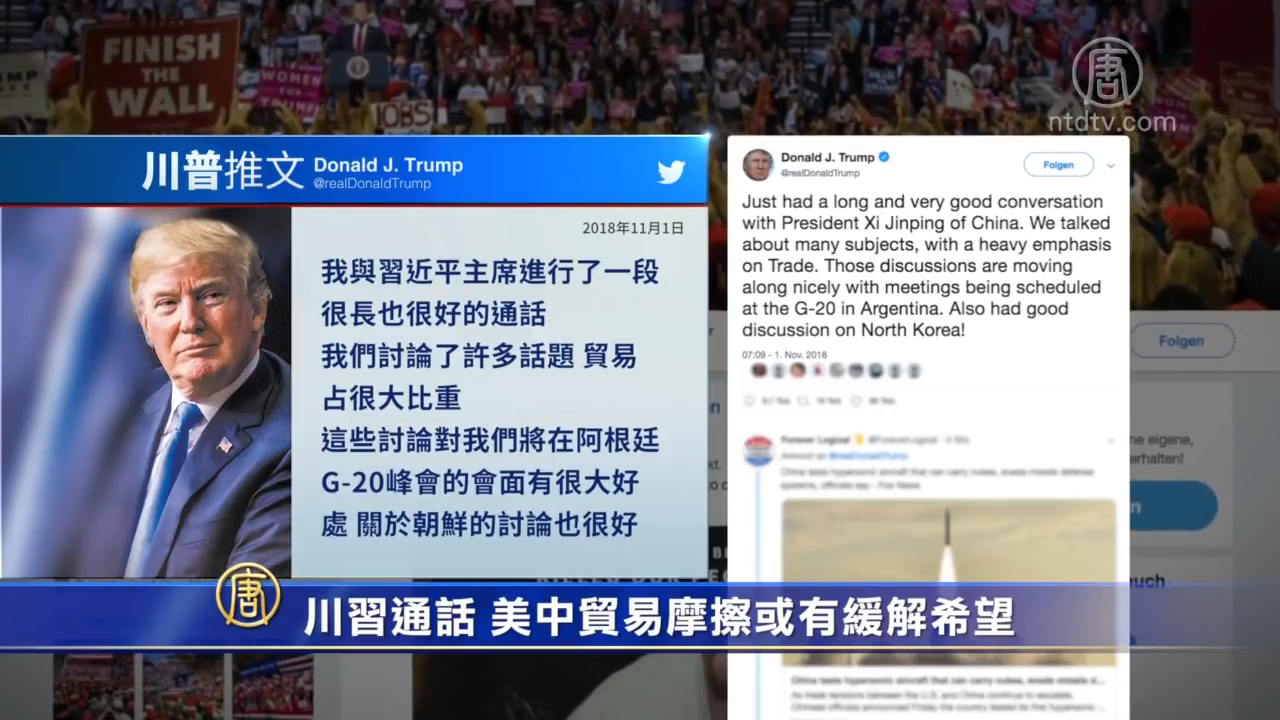 FINISH
THE
WALL
WOMEN
FOR
TRUMP
JOBS
唐
ntdtv.com
川普推文 Donald J. Trump
@realDonaldTrump
2018年11月1日
我與習近平主席進行了一段
很長也很好的通話
我們討論了許多話題 貿易
占很大比重
這些討論對我們將在阿根廷
G-20峰會的會面有很大好
處 關於朝鮮的討論也很好
Donald J. Trump
@realDonaldTrump
Folgen
Just had a long and very good conversation
with President Xi Jinping of China. We talked
about many subjects, with a heavy emphasis
on Trade. Those discussions are moving
along nicely with meetings being scheduled
at the G-20 in Argentina. Also had good
discussion on North Korea!
07:09 - 1. Nov. 2018
Folgen
ne eigene,
erhalten!
唐
川習通話 美中貿易摩擦或有緩解希望